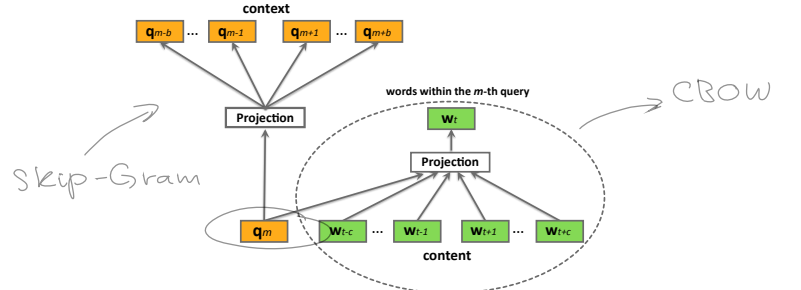 context
qm-b ... qm-1 qm+1 ... qm+b
words within the m-th query
CBOW
wt
Projection
Projection
Skip-Gram
qm wt-c ... wt-1 wt+1 ... wt+c
content